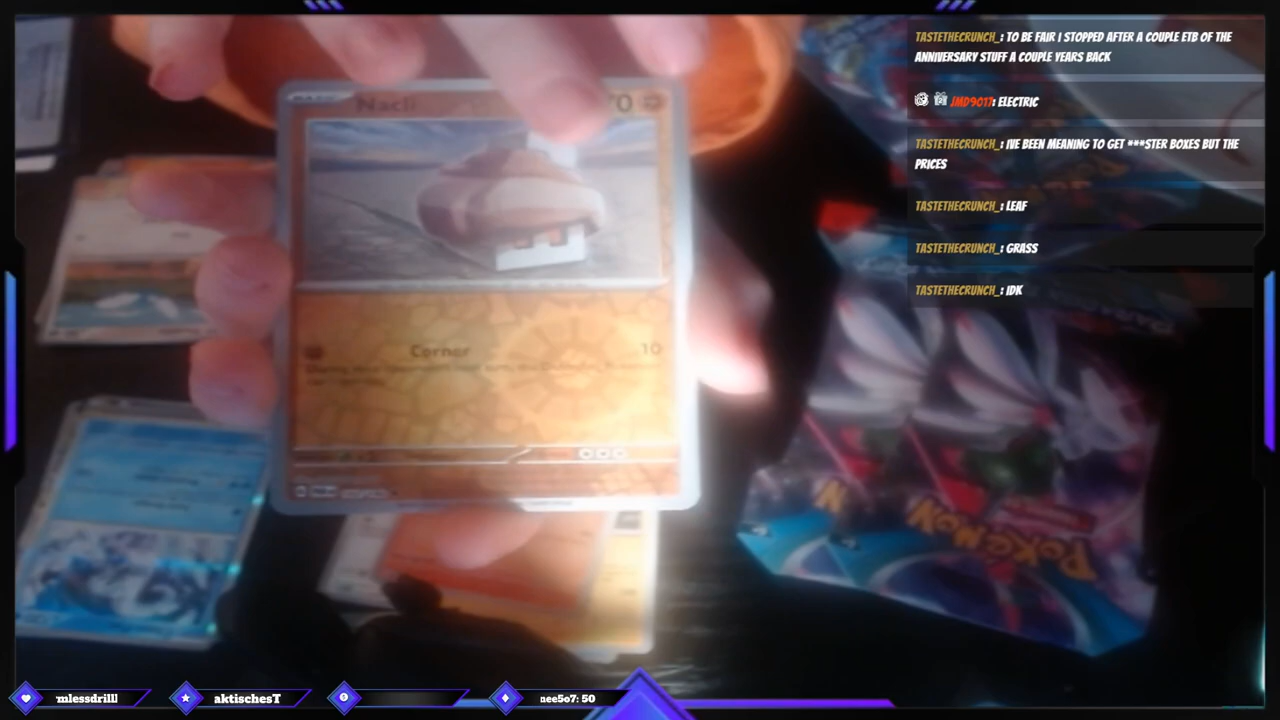 TASTETHECRUNCH_: TO BE FAIR I STOPPED AFTER A COUPLE ETB OF THE
ANNIVERSARY STUFF A COUPLE YEARS BACK
JMD9017: ELECTRIC
TASTETHECRUNCH_: IVE BEEN MEANING TO GET ***STER BOXES BUT THE
PRICES
TASTETHECRUNCH_: LEAF
TASTETHECRUNCH_: GRASS
TASTETHECRUNCH_: IDK
Nacli 70
Corner 10
POKÉMON
mlessdrilll
aktischesT
nee5o7: 50